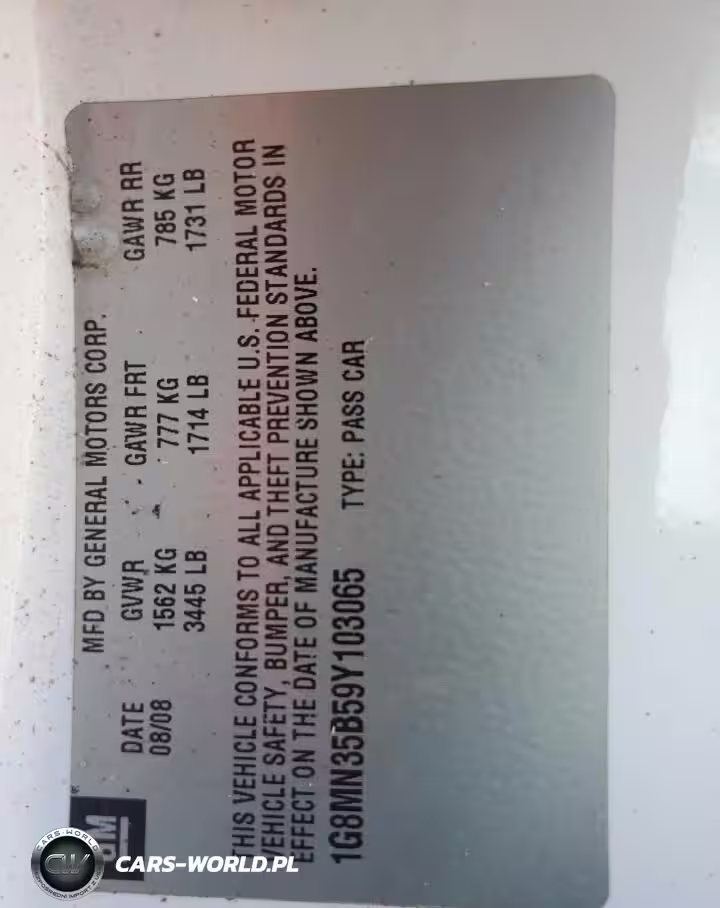 GM
MFD BY GENERAL MOTORS CORP.
DATE GVWR GAWR FRT GAWR RR
08/08 1562 KG 777 KG 785 KG
3445 LB 1714 LB 1731 LB
THIS VEHICLE CONFORMS TO ALL APPLICABLE U.S. FEDERAL MOTOR
VEHICLE SAFETY, BUMPER, AND THEFT PREVENTION STANDARDS IN
EFFECT ON THE DATE OF MANUFACTURE SHOWN ABOVE.
1G8MN35B59Y103065 TYPE: PASS CAR
CARS-WORLD
CW
CARS-WORLD.PL